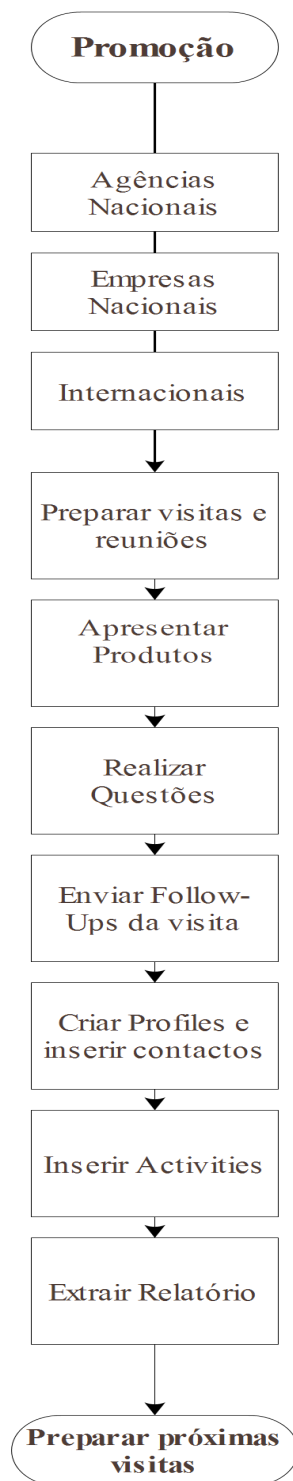 Promoção
Agências
Nacionais
Empresas
Nacionais
Internacionais
Preparar visitas e
reuniões
Apresentar
Produtos
Realizar
Questões
Enviar Follow-
Ups da visita
Criar Profiles e
inserir contactos
Inserir Activities
Extrair Relatório
Preparar próximas
visitas